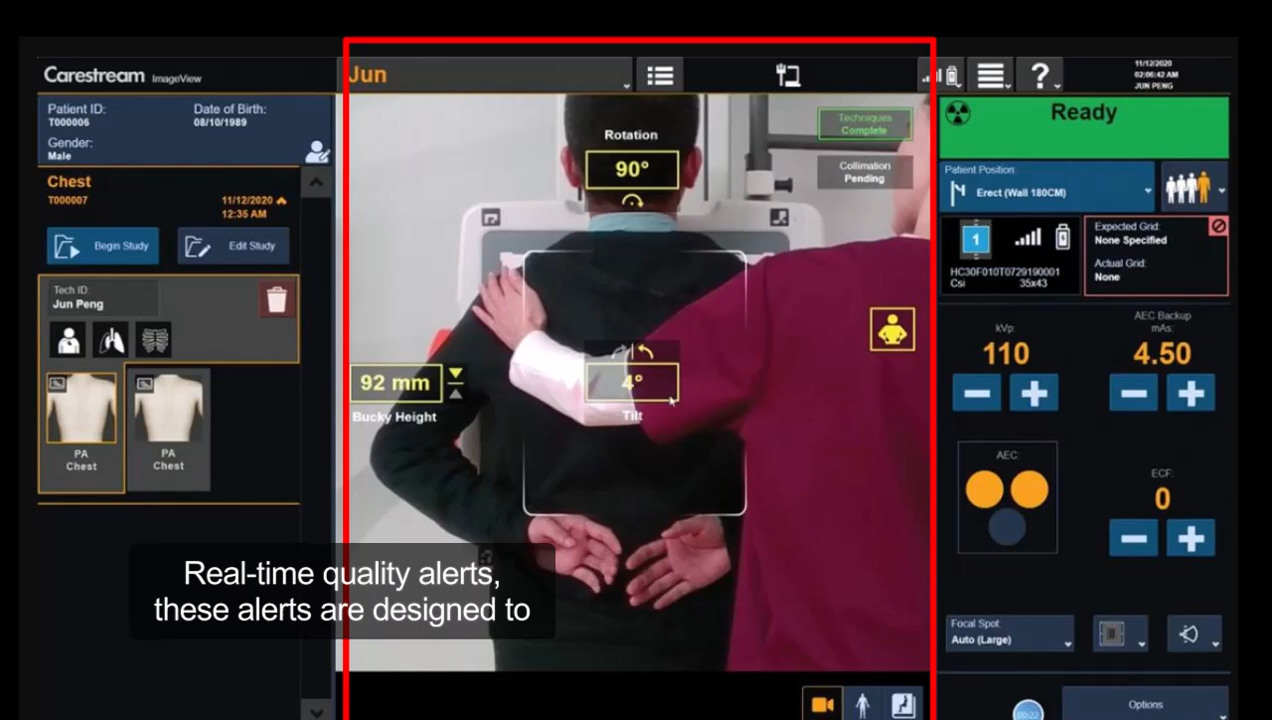 Carestream ImageView
Jun
11/12/2020
02:06:42 AM
JUN PENG
?
Patient ID:
T000006
Date of Birth:
08/10/1989
Gender:
Male
Chest
T000007
11/12/2020
12:35 AM
Begin Study
Edit Study
Tech ID:
Jun Peng
PA
Chest
PA
Chest
Rotation
90°
Techniques
Complete
Collimation
Pending
92 mm
Bucky Height
4°
Tilt
Real-time quality alerts,
these alerts are designed to
Ready
Patient Position:
Erect (Wall 180CM)
1
HC30F010T0729190001
CsI 35x43
Expected Grid:
None Specified
Actual Grid:
None
kVp:
110
AEC Backup
mAs:
4.50
AEC:
ECF:
0
Focal Spot:
Auto (Large)
00:22
Options